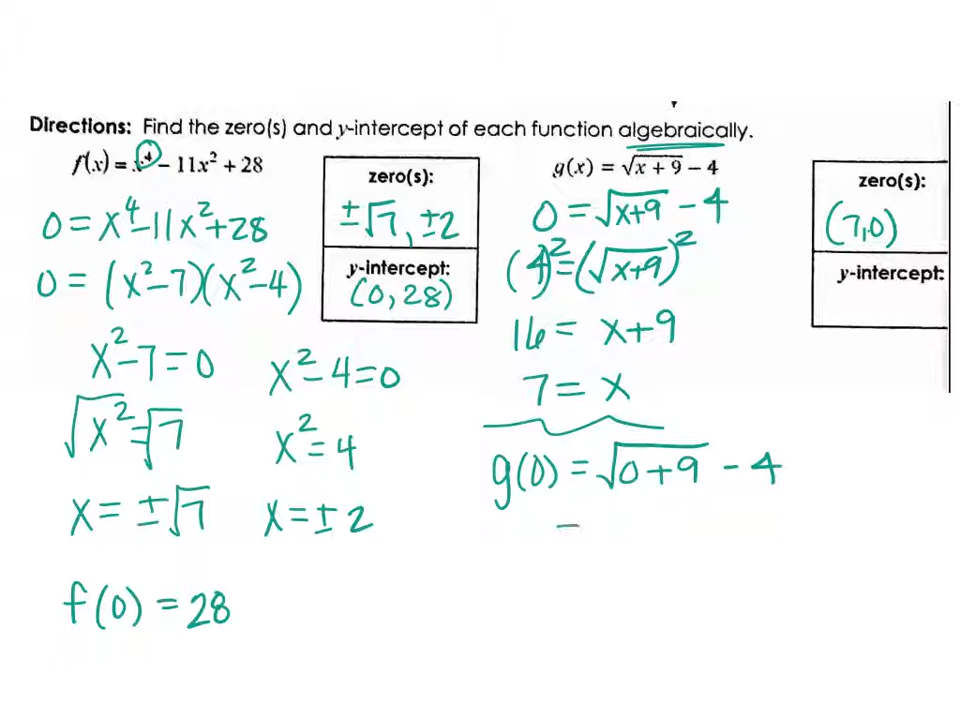 Directions: Find the zero(s) and y-intercept of each function algebraically.
f(x) = x⁴ − 11x² + 28
zero(s):
±√7, ±2
y-intercept:
(0, 28)
0 = x⁴ − 11x² + 28
0 = (x² − 7)(x² − 4)
x² − 7 = 0
√x² = √7
x = ±√7
x² − 4 = 0
x² = 4
x = ±2
f(0) = 28
g(x) = √x + 9 − 4
zero(s):
(7,0)
y-intercept:
0 = √x+9 − 4
(4)² = (√x+9)²
16 = x+9
7 = x
g(0) = √0+9 − 4
=